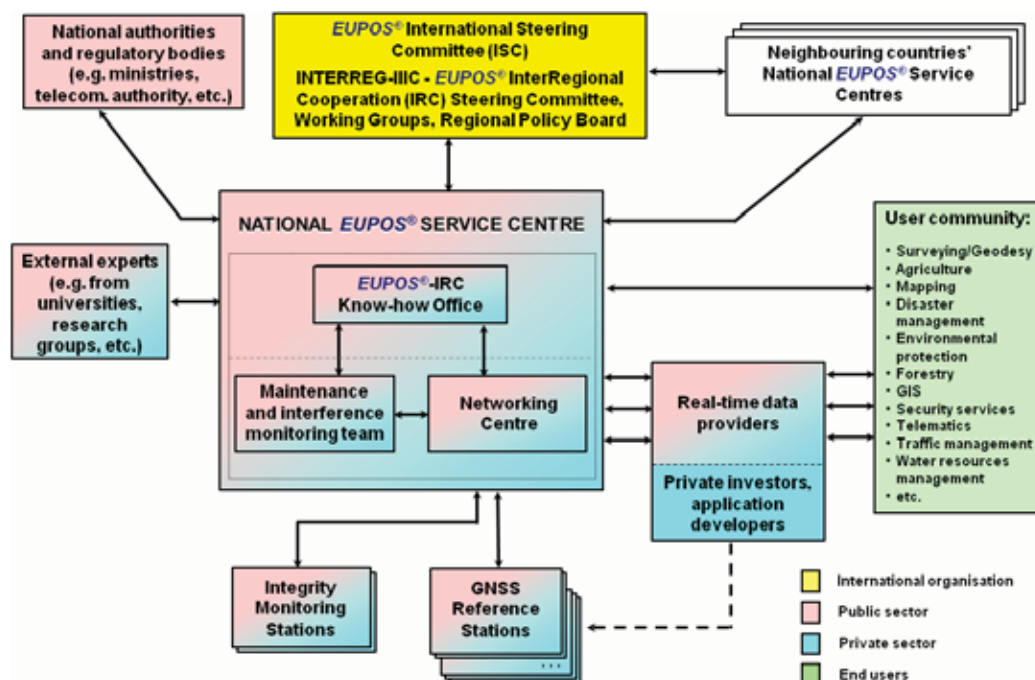 National authorities
and regulatory bodies
(e.g. ministries,
telecom. authority, etc.)
EUPOS® International Steering
Committee (ISC)
INTERREG-IIIC - EUPOS® InterRegional
Cooperation (IRC) Steering Committee,
Working Groups, Regional Policy Board
Neighbouring countries'
National EUPOS® Service
Centres
NATIONAL EUPOS® SERVICE CENTRE
External experts
(e.g. from
universities,
research
groups, etc.)
EUPOS®-IRC
Know-how Office
Maintenance
and interference
monitoring team
Networking
Centre
Real-time data
providers
Private investors,
application
developers
User community:
• Surveying/Geodesy
• Agriculture
• Mapping
• Disaster
management
• Environmental
protection
• Forestry
• GIS
• Security services
• Telematics
• Traffic management
• Water resources
management
• etc.
Integrity
Monitoring
Stations
GNSS
Reference
Stations
...
International organisation
Public sector
Private sector
End users